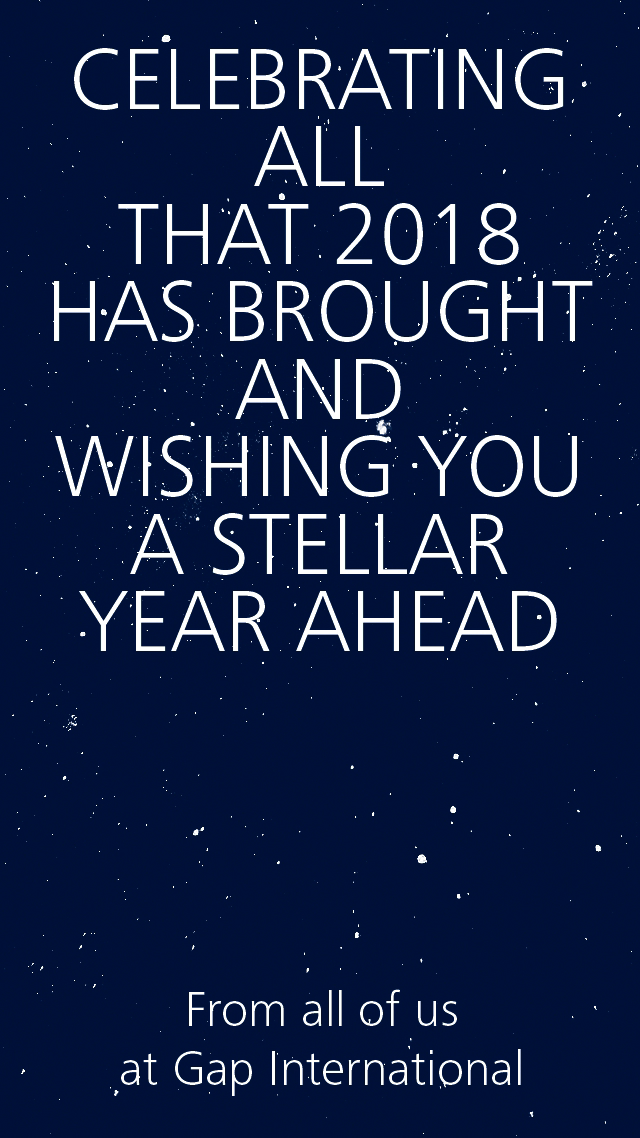 CELEBRATING
ALL
THAT 2018
HAS BROUGHT
AND
WISHING YOU
A STELLAR
YEAR AHEAD
From all of us
at Gap International